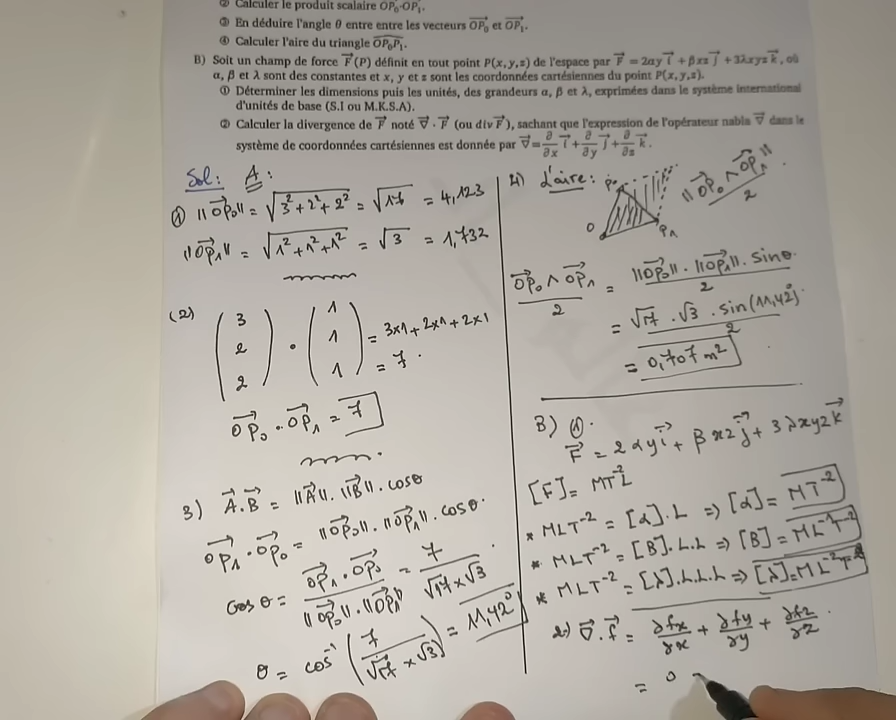 ② Calculer le produit scalaire OP₀·OP₁.
③ En déduire l'angle θ entre entre les vecteurs OP₀ et OP₁.
④ Calculer l'aire du triangle OP₀P₁.
B) Soit un champ de force F(P) définit en tout point P(x,y,z) de l'espace par F = 2αy i + βxz j + 3λxyz k, où
α, β et λ sont des constantes et x, y et z sont les coordonnées cartésiennes du point P(x,y,z).
① Déterminer les dimensions puis les unités, des grandeurs α, β et λ, exprimées dans le système international
d'unités de base (S.I ou M.K.S.A).
② Calculer la divergence de F noté ∇ · F (ou div F), sachant que l'expression de l'opérateur nabla ∇ dans le
système de coordonnées cartésiennes est donnée par ∇ = ∂/∂x i + ∂/∂y j + ∂/∂z k.
Sol: A:
① ||OP₀|| = √(3²+2²+2²) = √17 = 4,123
||OP₁|| = √(1²+1²+1²) = √3 = 1,732
(2)
(3 2 2) · (1 1 1) = 3x1 + 2x1 + 2x1
= 7.
OP₀ · OP₁ = 7
3) A.B = ||A||. ||B||. cosθ
OP₁ · OP₀ = ||OP₀||. ||OP₁||. cosθ.
Cosθ = OP₁ · OP₀ / ||OP₀||. ||OP₁|| = 7 / √17 x √3
θ = cos⁻¹ (7 / √17 x √3) = 11,42°
4) L'aire:
P₀
O
P₁
||OP₀ ∧ OP₁|| / 2
OP₀ ∧ OP₁ / 2 = ||OP₀|| . ||OP₁|| . sinθ / 2
= √17 . √3 . sin(11,42°) / 2
= 0,707 m²
B) ①.
F = 2αy i + βxz j + 3λxyz k
[F] = MT⁻²L
* MLT⁻² = [α]. L => [α] = MT⁻²
* MLT⁻² = [B]. L.L => [B] = ML⁻¹T⁻²
* MLT⁻² = [λ]. L.L.L => [λ] = ML⁻²T⁻²
2) ∇. f = ∂fx/∂x + ∂fy/∂y + ∂fz/∂z .
= 0